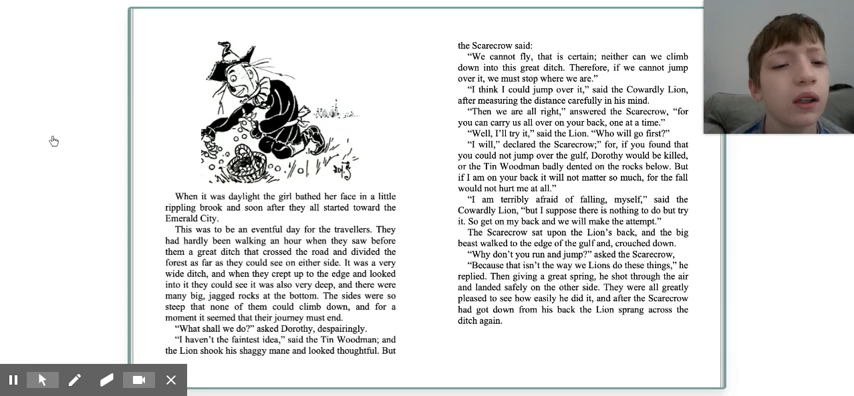 When it was daylight the girl bathed her face in a little
rippling brook and soon after they all started toward the
Emerald City.
This was to be an eventful day for the travellers. They
had hardly been walking an hour when they saw before
them a great ditch that crossed the road and divided the
forest as far as they could see on either side. It was a very
wide ditch, and when they crept up to the edge and looked
into it they could see it was also very deep, and there were
many big, jagged rocks at the bottom. The sides were so
steep that none of them could climb down, and for a
moment it seemed that their journey must end.
“What shall we do?” asked Dorothy, despairingly.
“I haven’t the faintest idea,” said the Tin Woodman; and
the Lion shook his shaggy mane and looked thoughtful. But
the Scarecrow said:
“We cannot fly, that is certain; neither can we climb
down into this great ditch. Therefore, if we cannot jump
over it, we must stop where we are.”
“I think I could jump over it,” said the Cowardly Lion,
after measuring the distance carefully in his mind.
“Then we are all right,” answered the Scarecrow, “for
you can carry us all over on your back, one at a time.”
“Well, I’ll try it,” said the Lion. “Who will go first?”
“I will,” declared the Scarecrow;” for, if you found that
you could not jump over the gulf, Dorothy would be killed,
or the Tin Woodman badly dented on the rocks below. But
if I am on your back it will not matter so much, for the fall
would not hurt me at all.”
“I am terribly afraid of falling, myself,” said the
Cowardly Lion, “but I suppose there is nothing to do but try
it. So get on my back and we will make the attempt.”
The Scarecrow sat upon the Lion’s back, and the big
beast walked to the edge of the gulf and, crouched down.
“Why don’t you run and jump?” asked the Scarecrow,
“Because that isn’t the way we Lions do these things,” he
replied. Then giving a great spring, he shot through the air
and landed safely on the other side. They were all greatly
pleased to see how easily he did it, and after the Scarecrow
had got down from his back the Lion sprang across the
ditch again.